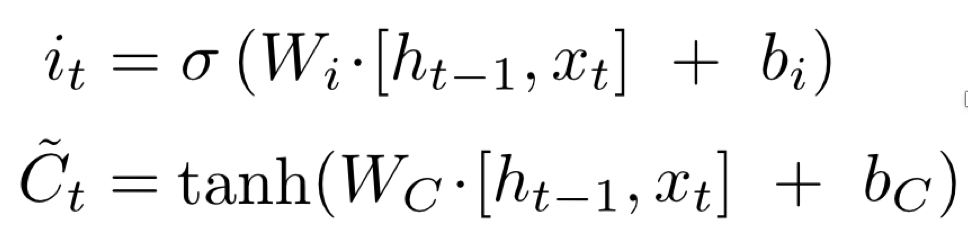 i_t = σ (W_i · [h_{t−1}, x_t] + b_i)
C̃_t = tanh(W_C · [h_{t−1}, x_t] + b_C)